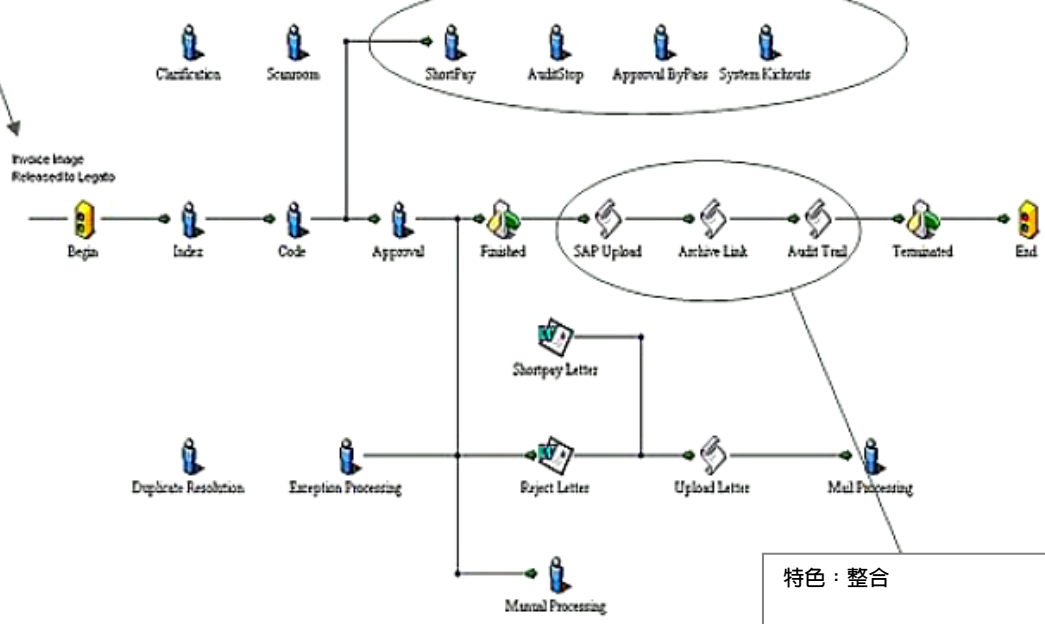 Clarification
Scanroom
ShortPay
AuditStop
Approval ByPass
System Kickouts
Invoice Image
Released to Legato
Begin
Index
Code
Approval
Finished
SAP Upload
Archive Link
Audit Trail
Terminated
End
Shortpay Letter
Duplicate Resolution
Exception Processing
Reject Letter
Upload Letter
Mail Processing
Manual Processing
特色：整合